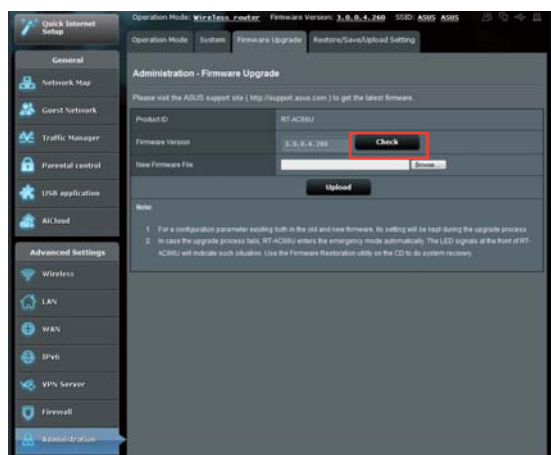 Quick Internet
Setup
Operation Mode: Wireless router Firmware Version: 3.0.0.4.260 SSID: ASUS ASUS
Operation Mode System Firmware Upgrade Restore/Save/Upload Setting
General
Network Map
Guest Network
Traffic Manager
Parental control
USB application
AiCloud
Advanced Settings
Wireless
LAN
WAN
IPv6
VPN Server
Firewall
Administration
Administration - Firmware Upgrade
Please visit the ASUS support site ( http://support.asus.com ) to get the latest firmware.
Product ID RT-AC66U
Firmware Version 3.0.0.4.260 Check
New Firmware File Browse...
Upload
Note:
1. For a configuration parameter existing both in the old and new firmware, its setting will be kept during the upgrade process.
2. In case the upgrade process fails, RT-AC66U enters the emergency mode automatically. The LED signals at the front of RT-
AC66U will indicate such situation. Use the Firmware Restoration utility on the CD to do system recovery.